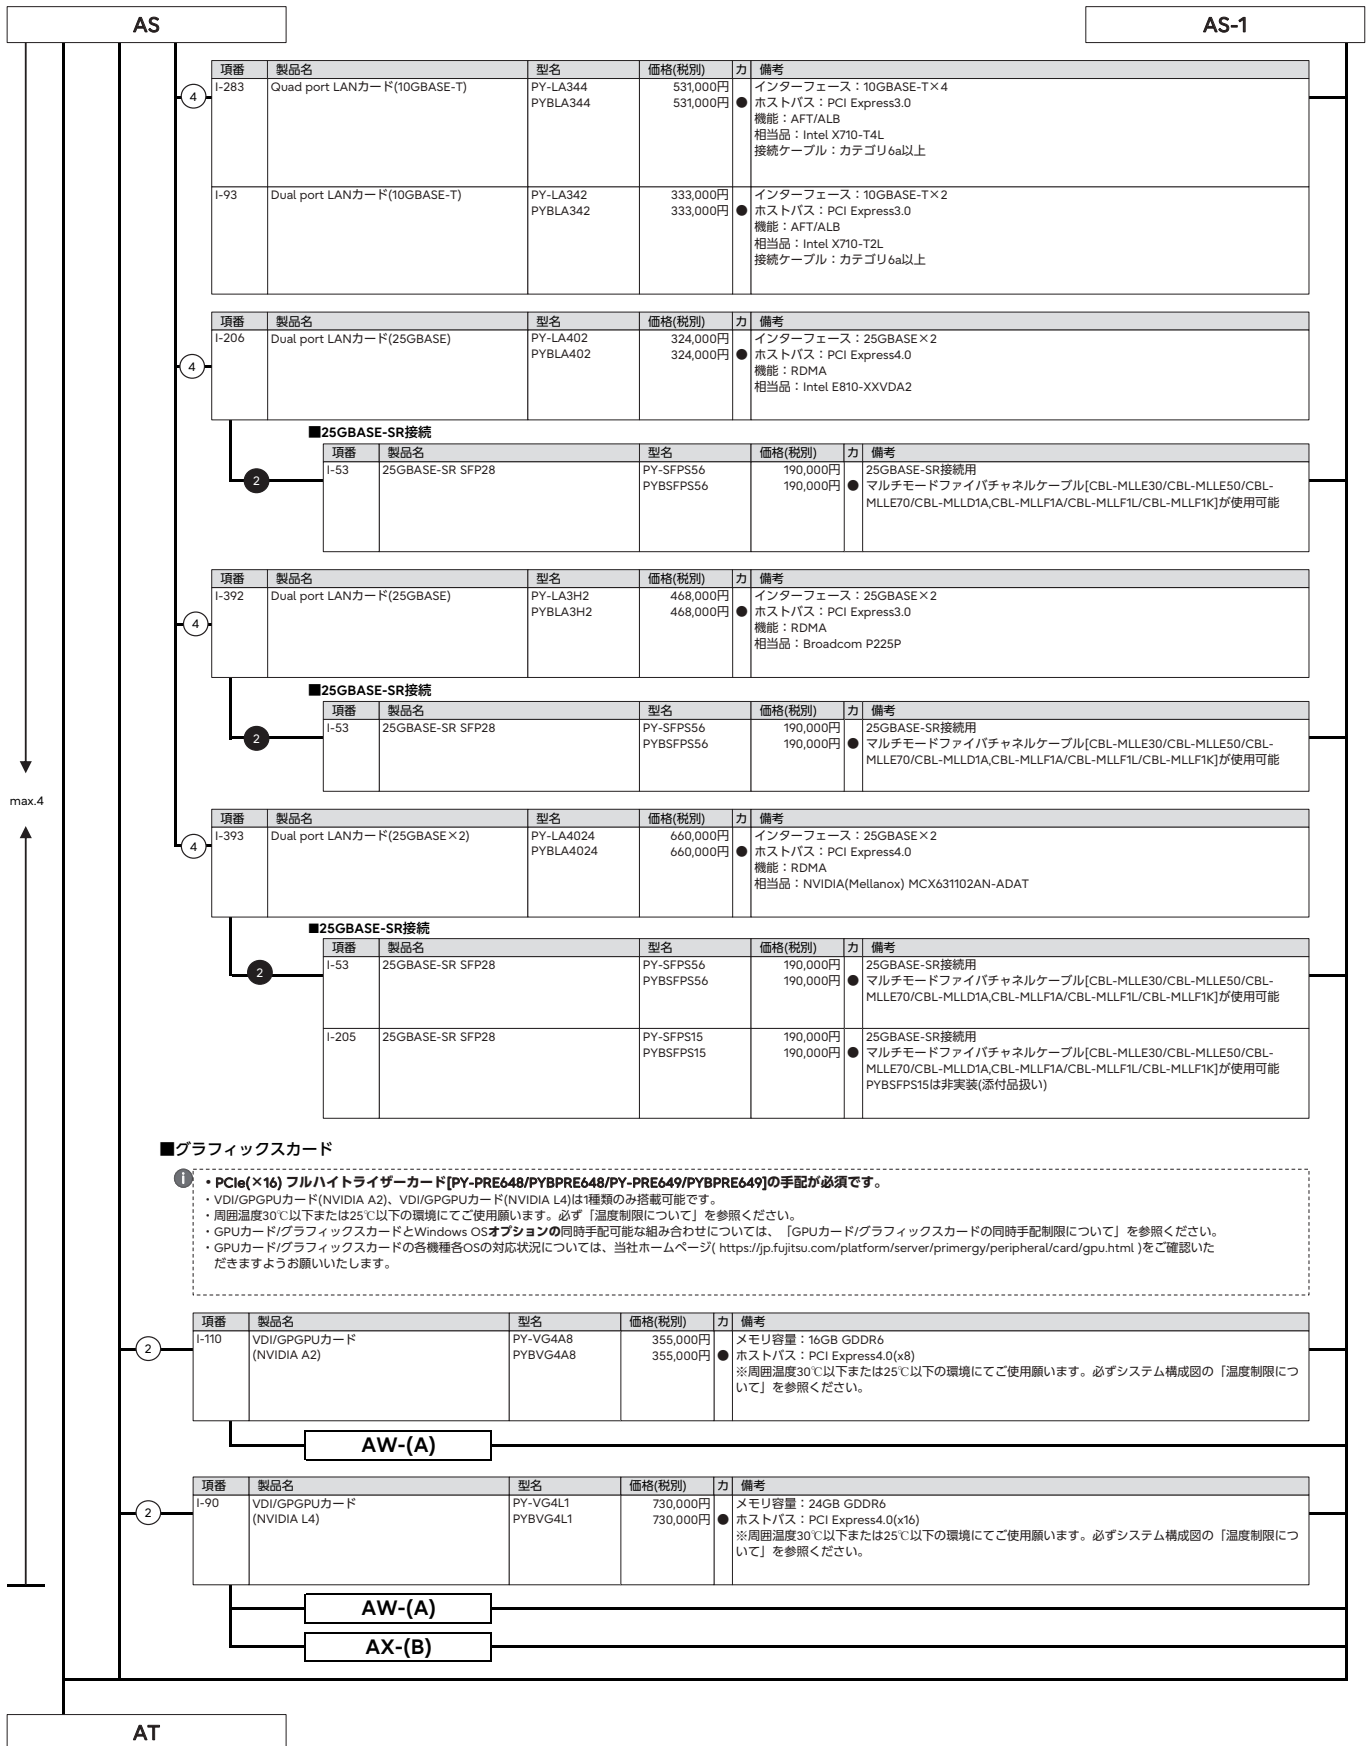 AS
AS-1
項番 製品名 型名 価格(税別) カ 備考
4
I-283 Quad port LANカード(10GBASE-T) PY-LA344 531,000円 インターフェース：10GBASE-T×4
PYBLA344 531,000円 ● ホストバス：PCI Express3.0
機能：AFT/ALB
相当品：Intel X710-T4L
接続ケーブル：カテゴリ6a以上
I-93 Dual port LANカード(10GBASE-T) PY-LA342 333,000円 インターフェース：10GBASE-T×2
PYBLA342 333,000円 ● ホストバス：PCI Express3.0
機能：AFT/ALB
相当品：Intel X710-T2L
接続ケーブル：カテゴリ6a以上
項番 製品名 型名 価格(税別) カ 備考
I-206 Dual port LANカード(25GBASE) PY-LA402 324,000円 インターフェース：25GBASE×2
PYBLA402 324,000円 ● ホストバス：PCI Express4.0
4
機能：RDMA
相当品：Intel E810-XXVDA2
■25GBASE-SR接続
項番 製品名 型名 価格(税別) カ 備考
I-53 25GBASE-SR SFP28 PY-SFPS56 190,000円 25GBASE-SR接続用
2
PYBSFPS56 190,000円 ● マルチモードファイバチャネルケーブル[CBL-MLLE30/CBL-MLLE50/CBL-
MLLE70/CBL-MLLD1A,CBL-MLLF1A/CBL-MLLF1L/CBL-MLLF1K]が使用可能
項番 製品名 型名 価格(税別) カ 備考
I-392 Dual port LANカード(25GBASE) PY-LA3H2 468,000円 インターフェース：25GBASE×2
PYBLA3H2 468,000円 ● ホストバス：PCI Express3.0
4
機能：RDMA
相当品：Broadcom P225P
■25GBASE-SR接続
項番 製品名 型名 価格(税別) カ 備考
I-53 25GBASE-SR SFP28 PY-SFPS56 190,000円 25GBASE-SR接続用
2
PYBSFPS56 190,000円 ● マルチモードファイバチャネルケーブル[CBL-MLLE30/CBL-MLLE50/CBL-
MLLE70/CBL-MLLD1A,CBL-MLLF1A/CBL-MLLF1L/CBL-MLLF1K]が使用可能
max.4
項番 製品名 型名 価格(税別) カ 備考
I-393 Dual port LANカード(25GBASE×2) PY-LA4024 660,000円 インターフェース：25GBASE×2
4
PYBLA4024 660,000円 ● ホストバス：PCI Express4.0
機能：RDMA
相当品：NVIDIA(Mellanox) MCX631102AN-ADAT
■25GBASE-SR接続
項番 製品名 型名 価格(税別) カ 備考
I-53 25GBASE-SR SFP28 PY-SFPS56 190,000円 25GBASE-SR接続用
2
PYBSFPS56 190,000円 ● マルチモードファイバチャネルケーブル[CBL-MLLE30/CBL-MLLE50/CBL-
MLLE70/CBL-MLLD1A,CBL-MLLF1A/CBL-MLLF1L/CBL-MLLF1K]が使用可能
I-205 25GBASE-SR SFP28 PY-SFPS15 190,000円 25GBASE-SR接続用
PYBSFPS15 190,000円 ● マルチモードファイバチャネルケーブル[CBL-MLLE30/CBL-MLLE50/CBL-
MLLE70/CBL-MLLD1A,CBL-MLLF1A/CBL-MLLF1L/CBL-MLLF1K]が使用可能
PYBSFPS15は非実装(添付品扱い)
■グラフィックスカード
・PCIe(×16) フルハイトライザーカード[PY-PRE648/PYBPRE648/PY-PRE649/PYBPRE649]の手配が必須です。
・VDI/GPGPUカード(NVIDIA A2)、VDI/GPGPUカード(NVIDIA L4)は1種類のみ搭載可能です。
・周囲温度30℃以下または25℃以下の環境にてご使用願います。必ず「温度制限について」を参照ください。
・GPUカード/グラフィックスカードとWindows OSオプションの同時手配可能な組み合わせについては、「GPUカード/グラフィックスカードの同時手配制限について」を参照ください。
・GPUカード/グラフィックスカードの各機種各OSの対応状況については、当社ホームページ( https://jp.fujitsu.com/platform/server/primergy/peripheral/card/gpu.html )をご確認いた
だきますようお願いいたします。
項番 製品名 型名 価格(税別) カ 備考
I-110 VDI/GPGPUカード PY-VG4A8 355,000円 メモリ容量：16GB GDDR6
2
(NVIDIA A2) PYBVG4A8 355,000円 ● ホストバス：PCI Express4.0(x8)
※周囲温度30℃以下または25℃以下の環境にてご使用願います。必ずシステム構成図の「温度制限につ
いて」を参照ください。
AW-(A)
項番 製品名 型名 価格(税別) カ 備考
I-90 VDI/GPGPUカード PY-VG4L1 730,000円 メモリ容量：24GB GDDR6
2
(NVIDIA L4) PYBVG4L1 730,000円 ● ホストバス：PCI Express4.0(x16)
※周囲温度30℃以下または25℃以下の環境にてご使用願います。必ずシステム構成図の「温度制限につ
いて」を参照ください。
AW-(A)
AX-(B)
AT